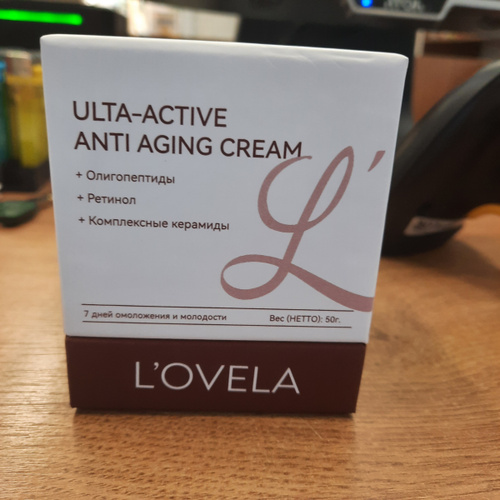 ULTA-ACTIVE
ANTI AGING CREAM
+ Олигопептиды
+ Ретинол
+ Комплексные керамиды
L'
7 дней омоложения и молодости Вес (НЕТТО): 50г.
L'OVELA